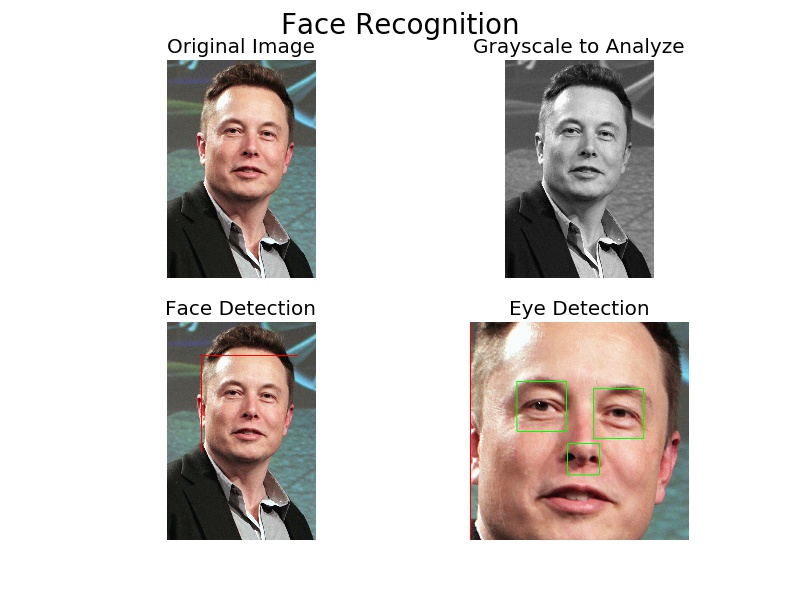 Face Recognition
Original Image
Grayscale to Analyze
Face Detection
Eye Detection